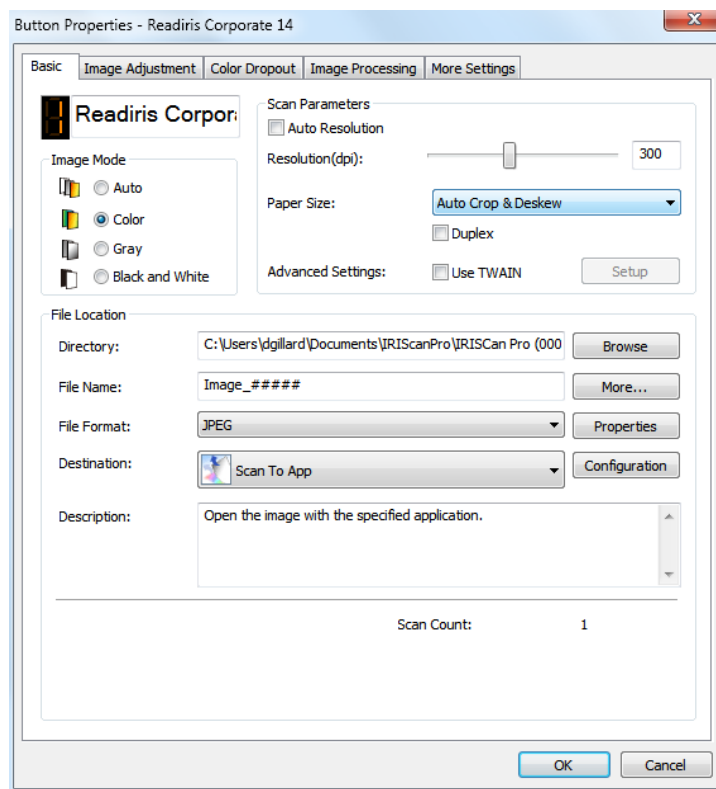 Button Properties - Readiris Corporate 14
Basic
Image Adjustment
Color Dropout
Image Processing
More Settings
1
Readiris Corpor
Image Mode
Auto
Color
Gray
Black and White
Scan Parameters
Auto Resolution
Resolution(dpi):
300
Paper Size:
Auto Crop & Deskew
Duplex
Advanced Settings:
Use TWAIN
Setup
File Location
Directory:
C:\Users\dgillard\Documents\IRIScanPro\IRISCan Pro (000
Browse
File Name:
Image_#####
More...
File Format:
JPEG
Properties
Destination:
Scan To App
Configuration
Description:
Open the image with the specified application.
Scan Count:
1
OK
Cancel